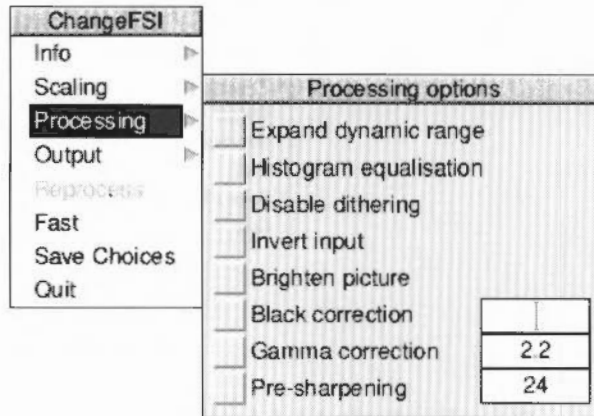 ChangeFSI
Info
Scaling
Processing
Output
Reprocess
Fast
Save Choices
Quit
Processing options
Expand dynamic range
Histogram equalisation
Disable dithering
Invert input
Brighten picture
Black correction
Gamma correction 2.2
Pre-sharpening 24